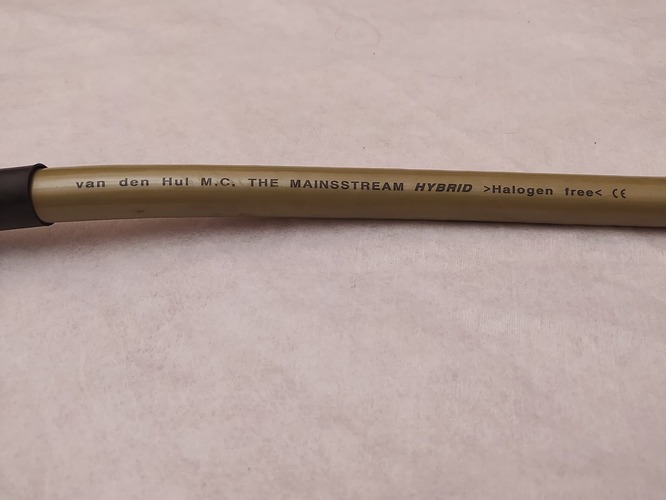 van den Hul M.C. THE MAINSSTREAM HYBRID >Halogen free< CE